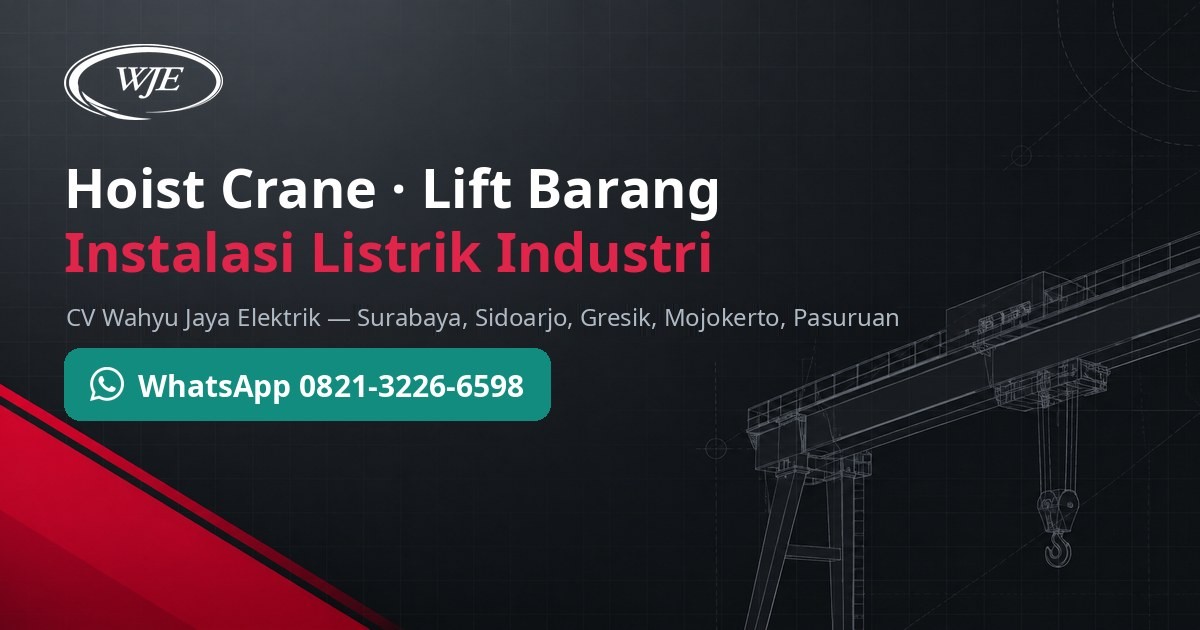 WJE
Hoist Crane · Lift Barang
Instalasi Listrik Industri
CV Wahyu Jaya Elektrik — Surabaya, Sidoarjo, Gresik, Mojokerto, Pasuruan
WhatsApp 0821-3226-6598